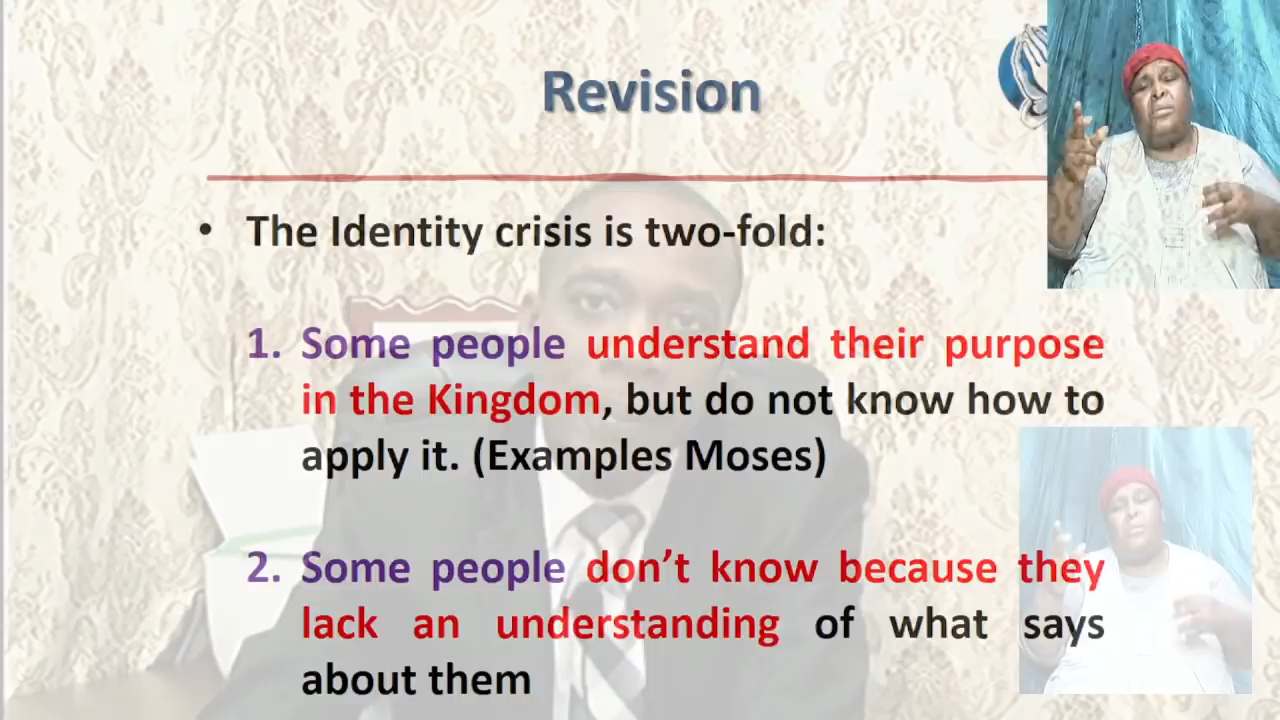 Revision
• The Identity crisis is two-fold:
1. Some people understand their purpose
in the Kingdom, but do not know how to
apply it. (Examples Moses)
2. Some people don’t know because they
lack an understanding of what says
about them